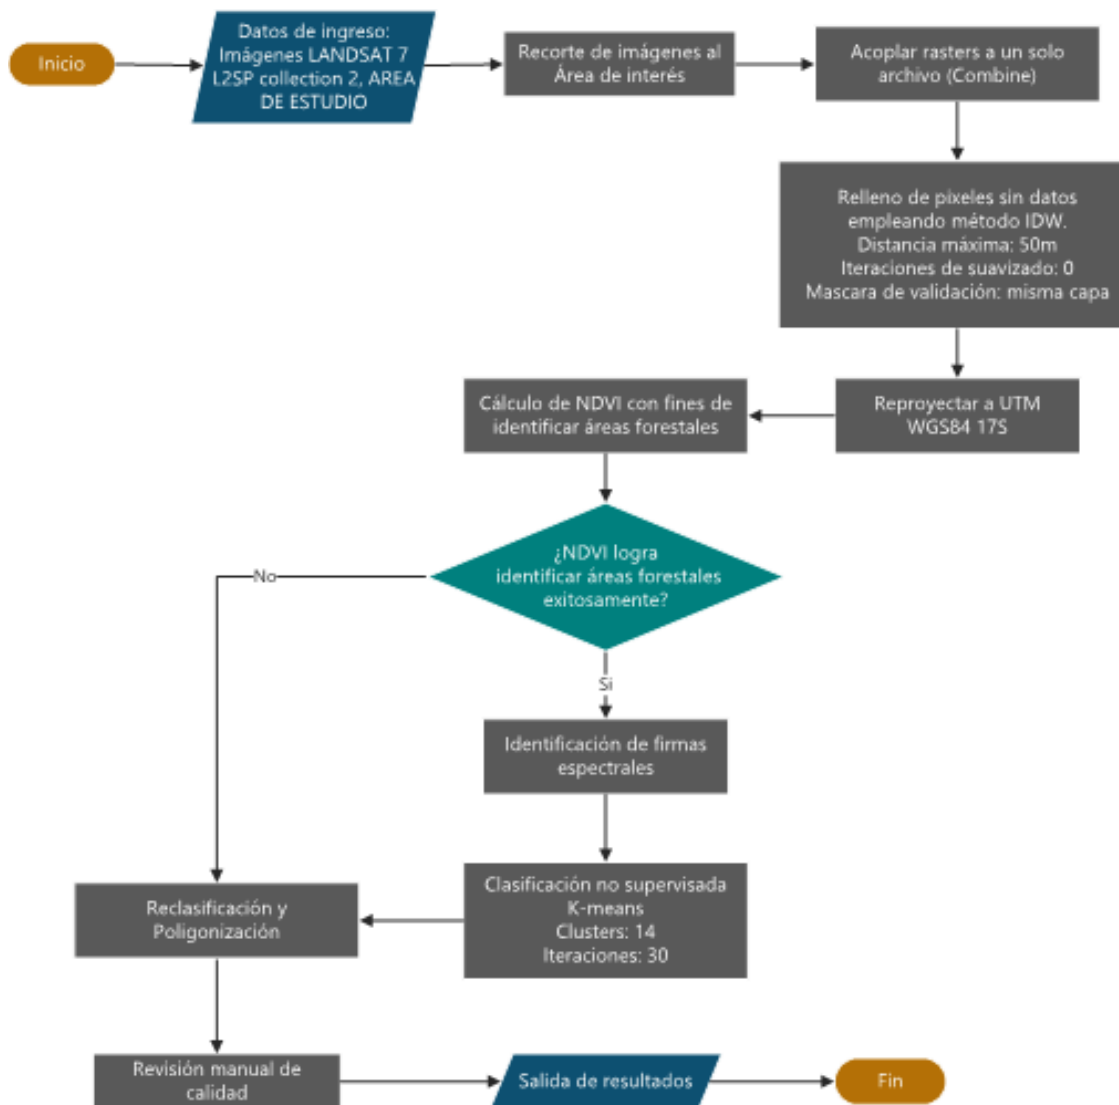 Inicio
Datos de ingreso:
Imágenes LANDSAT 7
L2SP collection 2, AREA
DE ESTUDIO
Recorte de imágenes al
Área de interés
Acoplar rasters a un solo
archivo (Combine)
Relleno de pixeles sin datos
empleando método IDW.
Distancia máxima: 50m
Iteraciones de suavizado: 0
Mascara de validación: misma capa
Reproyectar a UTM
WGS84 17S
Cálculo de NDVI con fines de
identificar áreas forestales
¿NDVI logra
identificar áreas forestales
exitosamente?
No
Si
Identificación de firmas
espectrales
Clasificación no supervisada
K-means
Clusters: 14
Iteraciones: 30
Reclasificación y
Poligonización
Revisión manual de
calidad
Salida de resultados
Fin